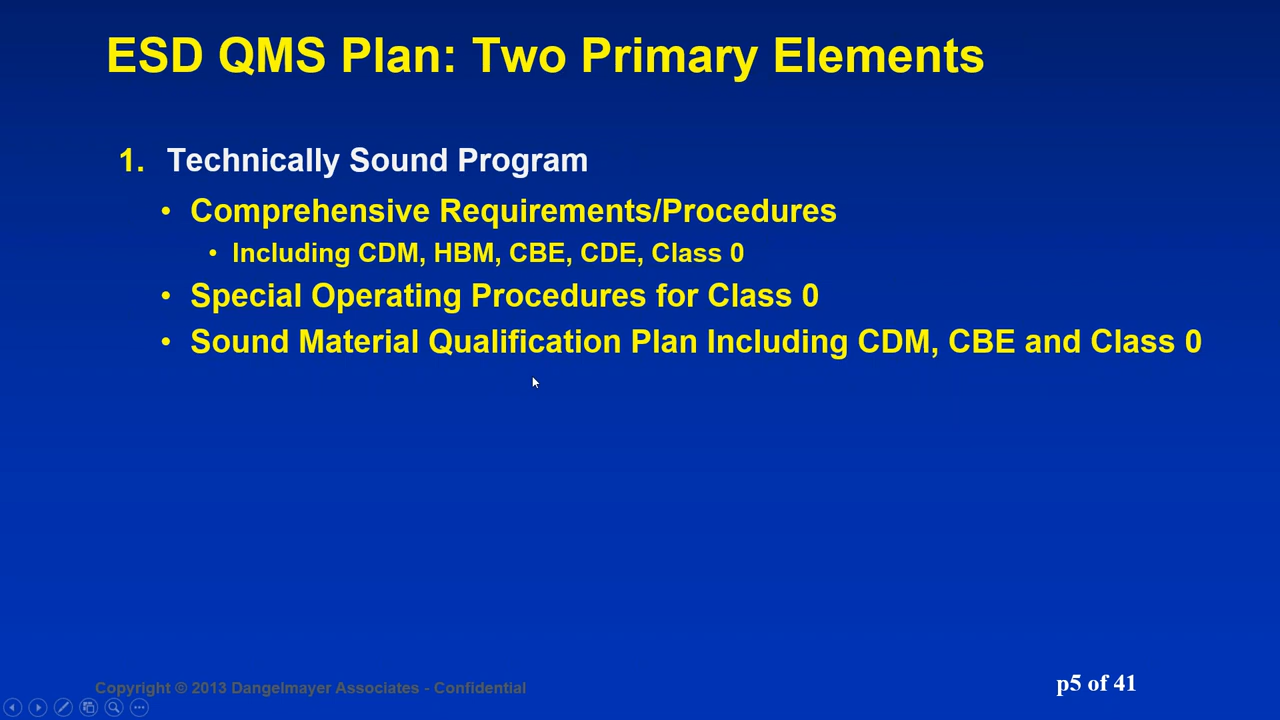 ESD QMS Plan: Two Primary Elements
1. Technically Sound Program
• Comprehensive Requirements/Procedures
• Including CDM, HBM, CBE, CDE, Class 0
• Special Operating Procedures for Class 0
• Sound Material Qualification Plan Including CDM, CBE and Class 0
Copyright © 2013 Dangelmayer Associates - Confidential
p5 of 41